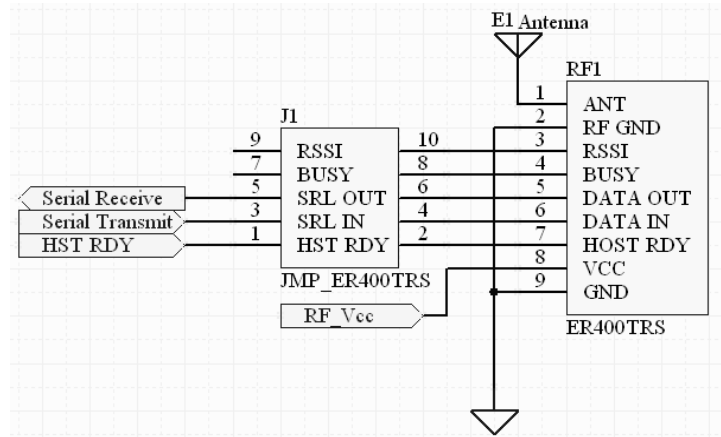 E1 Antenna
RF1
1 ANT
2 RF GND
J1
9 RSSI 10 3 RSSI
7 BUSY 8 4 BUSY
Serial Receive 5 SRL OUT 6 5 DATA OUT
Serial Transmit 3 SRL IN 4 6 DATA IN
HST RDY 1 HST RDY 2 7 HOST RDY
8 VCC
JMP_ER400TRS 9 GND
RF_Vcc
ER400TRS